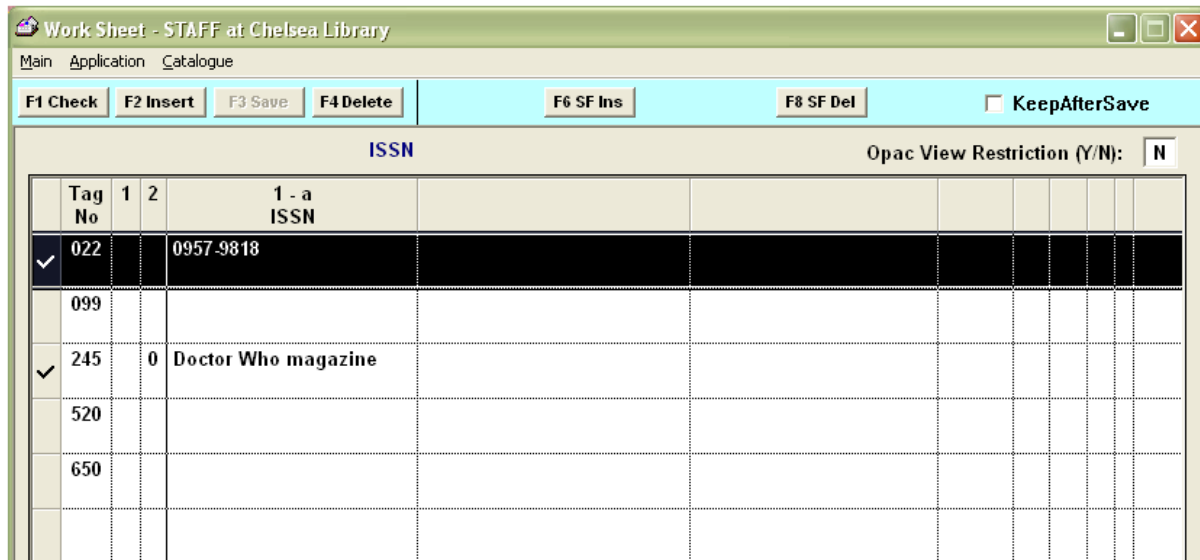 Work Sheet - STAFF at Chelsea Library
Main Application Catalogue
F1 Check F2 Insert F3 Save F4 Delete F6 SF Ins F8 SF Del KeepAfterSave
ISSN Opac View Restriction (Y/N): N
Tag No 1 2 1 - a ISSN
022 0957-9818
099
245 0 Doctor Who magazine
520
650